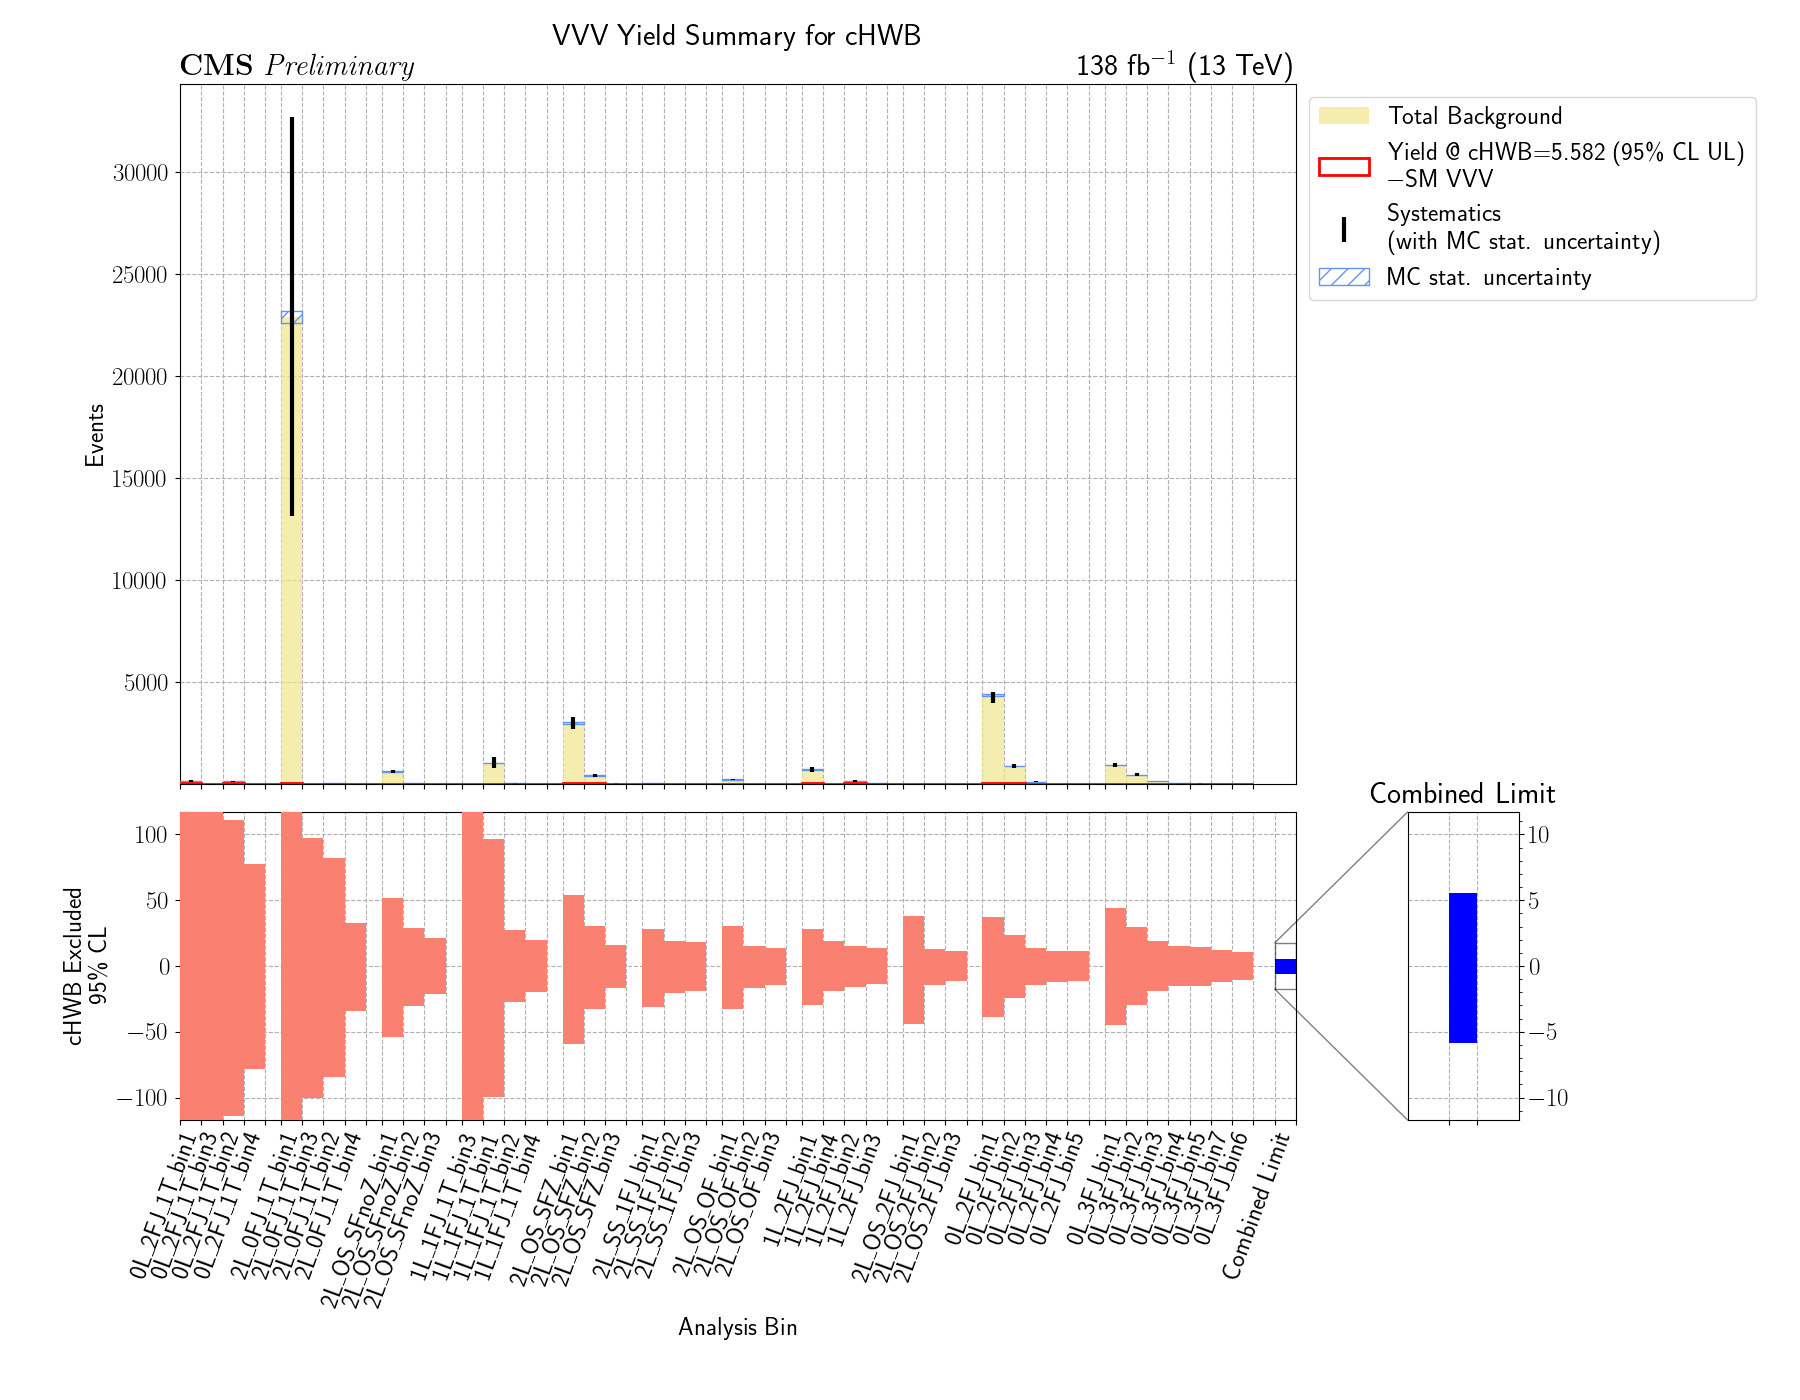 VVV Yield Summary for cHWB
CMS Preliminary
138 fb⁻¹ (13 TeV)
Total Background
Yield @ cHWB=5.582 (95% CL UL)
−SM VVV
Systematics
(with MC stat. uncertainty)
MC stat. uncertainty
Events
30000
25000
20000
15000
10000
5000
Combined Limit
cHWB Excluded
95% CL
100
50
0
−50
−100
10
5
0
−5
−10
0L_2FJ_1T_bin1
0L_2FJ_1T_bin3
0L_2FJ_1T_bin2
0L_2FJ_1T_bin4
2L_0FJ_1T_bin1
2L_0FJ_1T_bin3
2L_0FJ_1T_bin2
2L_0FJ_1T_bin4
2L_OS_SFnoZ_bin1
2L_OS_SFnoZ_bin2
2L_OS_SFnoZ_bin3
1L_1FJ_1T_bin3
1L_1FJ_1T_bin1
1L_1FJ_1T_bin2
1L_1FJ_1T_bin4
2L_OS_SFZ_bin1
2L_OS_SFZ_bin2
2L_OS_SFZ_bin3
2L_SS_1FJ_bin1
2L_SS_1FJ_bin2
2L_SS_1FJ_bin3
2L_OS_OF_bin1
2L_OS_OF_bin2
2L_OS_OF_bin3
1L_2FJ_bin1
1L_2FJ_bin4
1L_2FJ_bin2
1L_2FJ_bin3
2L_OS_2FJ_bin1
2L_OS_2FJ_bin2
2L_OS_2FJ_bin3
0L_2FJ_bin1
0L_2FJ_bin2
0L_2FJ_bin3
0L_2FJ_bin4
0L_2FJ_bin5
0L_3FJ_bin1
0L_3FJ_bin2
0L_3FJ_bin3
0L_3FJ_bin4
0L_3FJ_bin5
0L_3FJ_bin7
0L_3FJ_bin6
Combined Limit
Analysis Bin